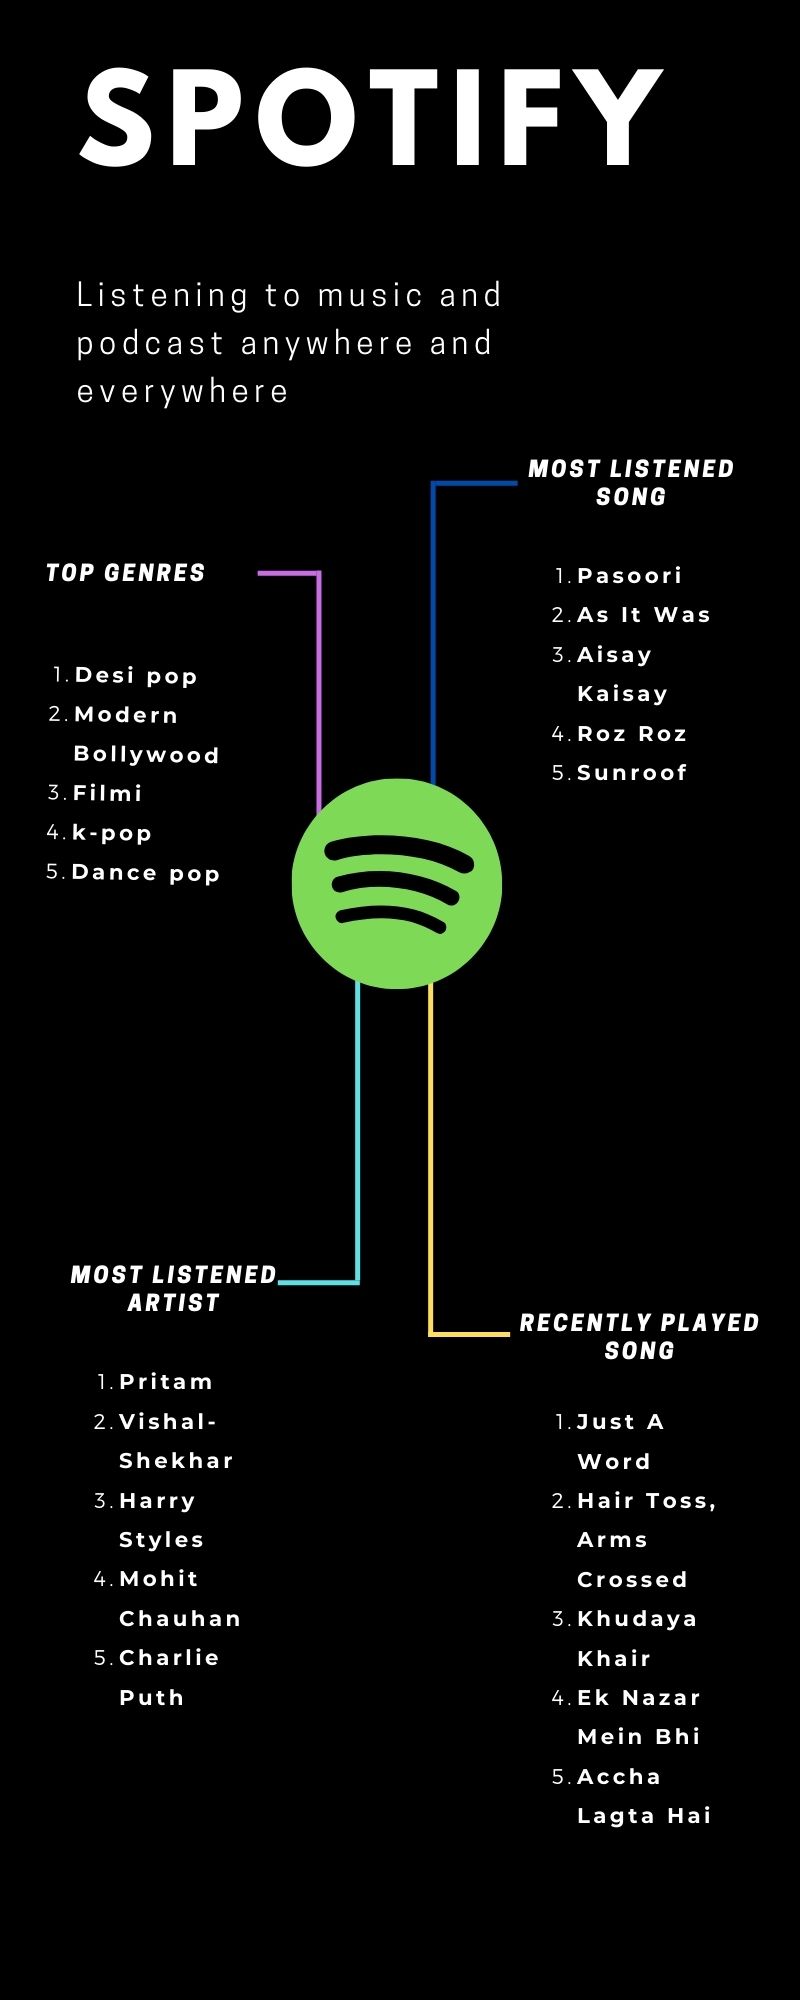 SPOTIFY
Listening to music and
podcast anywhere and
everywhere
MOST LISTENED
SONG
1. Pasoori
2. As It Was
3. Aisay
Kaisay
4. Roz Roz
5. Sunroof
TOP GENRES
1. Desi pop
2. Modern
Bollywood
3. Filmi
4. k-pop
5. Dance pop
MOST LISTENED
ARTIST
1. Pritam
2. Vishal-
Shekhar
3. Harry
Styles
4. Mohit
Chauhan
5. Charlie
Puth
RECENTLY PLAYED
SONG
1. Just A
Word
2. Hair Toss,
Arms
Crossed
3. Khudaya
Khair
4. Ek Nazar
Mein Bhi
5. Accha
Lagta Hai